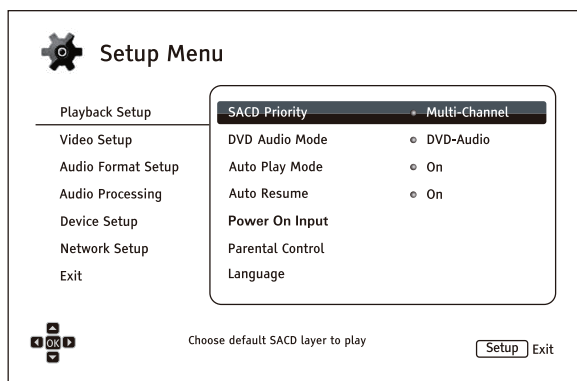 Setup Menu
Playback Setup
Video Setup
Audio Format Setup
Audio Processing
Device Setup
Network Setup
Exit
SACD Priority Multi-Channel
DVD Audio Mode DVD-Audio
Auto Play Mode On
Auto Resume On
Power On Input
Parental Control
Language
OK
Choose default SACD layer to play
Setup Exit